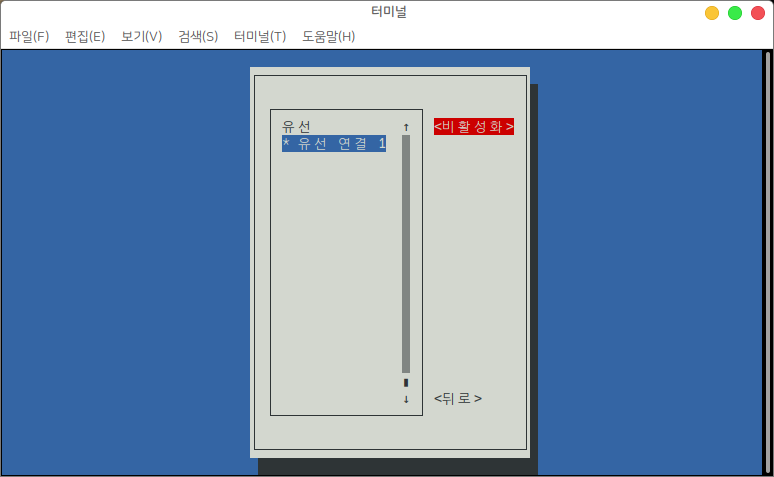 터미널
파일(F) 편집(E) 보기(V) 검색(S) 터미널(T) 도움말(H)
유선 ↑ <비활성화>
* 유선 연결 1
↓ <뒤로>